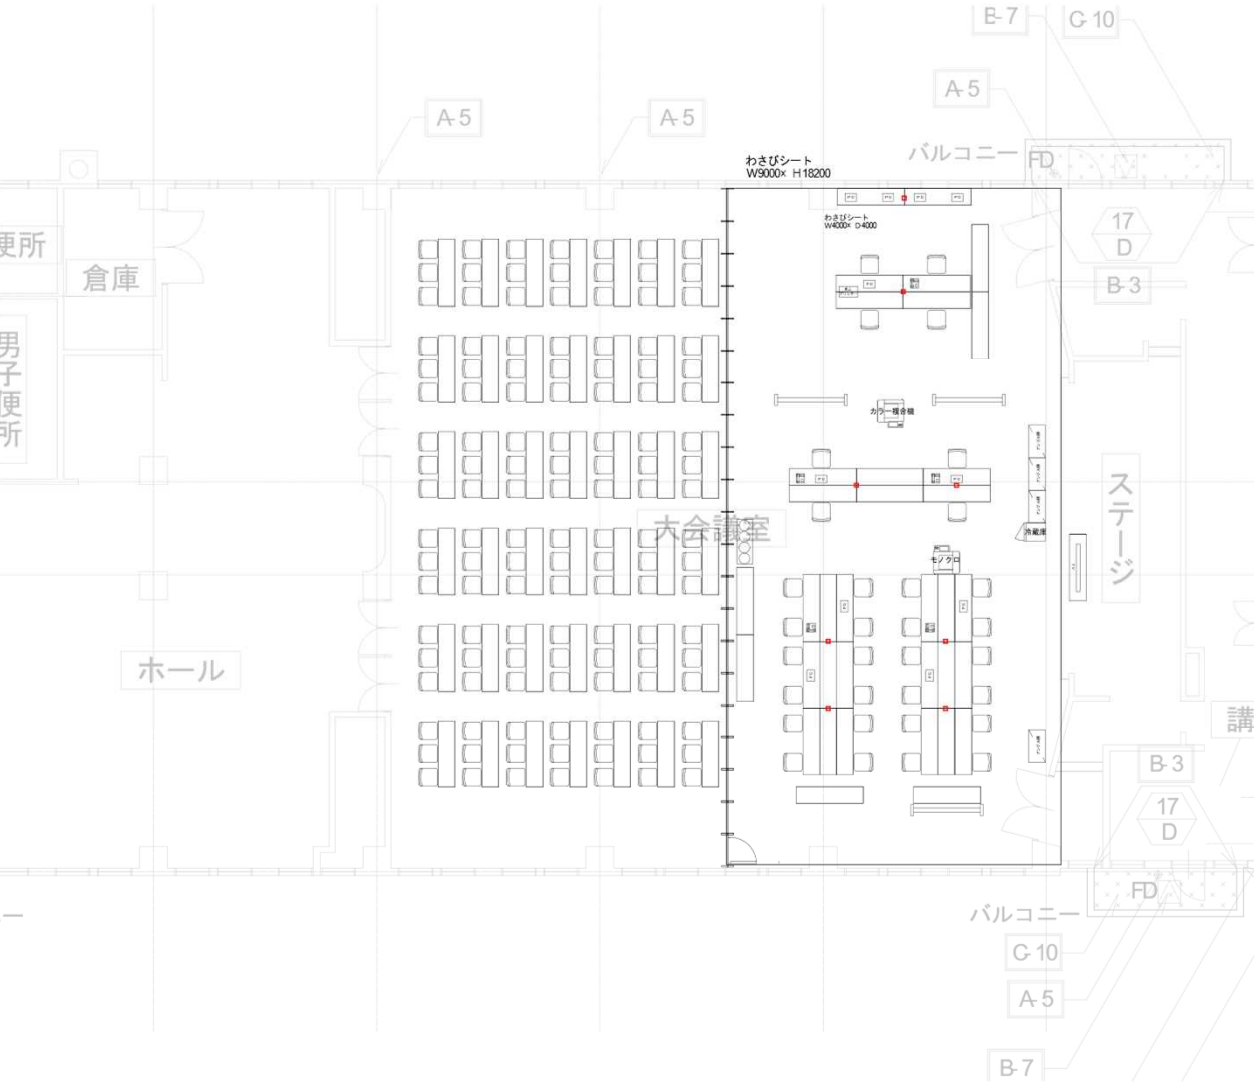 B-7
C-10
A-5
A-5
A-5
バルコニー
FD
わさびシート
W9000× H18200
わさびシート
W4000× D4000
便所
倉庫
17
D
B-3
男子便所
カラー複合機
ステージ
大会議室
冷蔵庫
モノクロ
ホール
講
B-3
17
D
FD
バルコニー
C-10
A-5
B-7